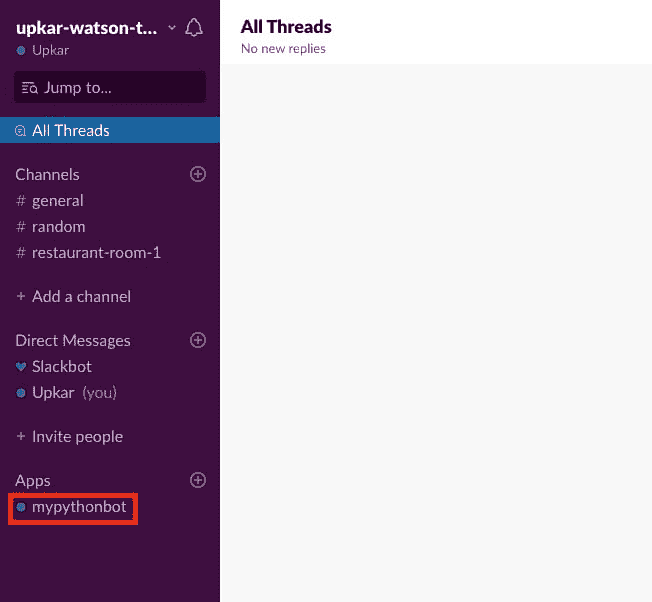 upkar-watson-t...
Upkar
Jump to...
All Threads
Channels
# general
# random
# restaurant-room-1
+ Add a channel
Direct Messages
Slackbot
Upkar (you)
+ Invite people
Apps
mypythonbot
All Threads
No new replies